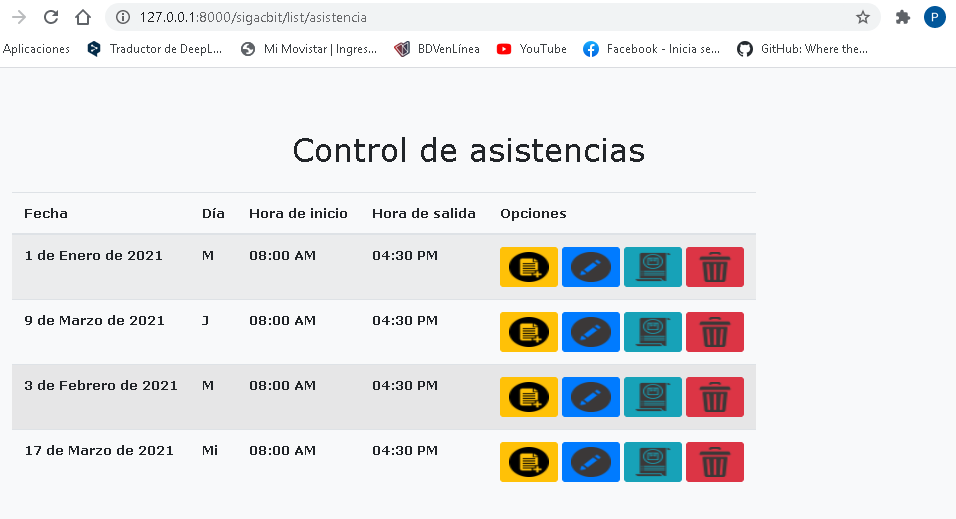 127.0.0.1:8000/sigacbit/list/asistencia
P
Aplicaciones Traductor de DeepL... Mi Movistar | Ingres... BDVenLínea YouTube Facebook - Inicia se... GitHub: Where the...
Control de asistencias
Fecha Día Hora de inicio Hora de salida Opciones
1 de Enero de 2021 M 08:00 AM 04:30 PM
9 de Marzo de 2021 J 08:00 AM 04:30 PM
3 de Febrero de 2021 M 08:00 AM 04:30 PM
17 de Marzo de 2021 Mi 08:00 AM 04:30 PM